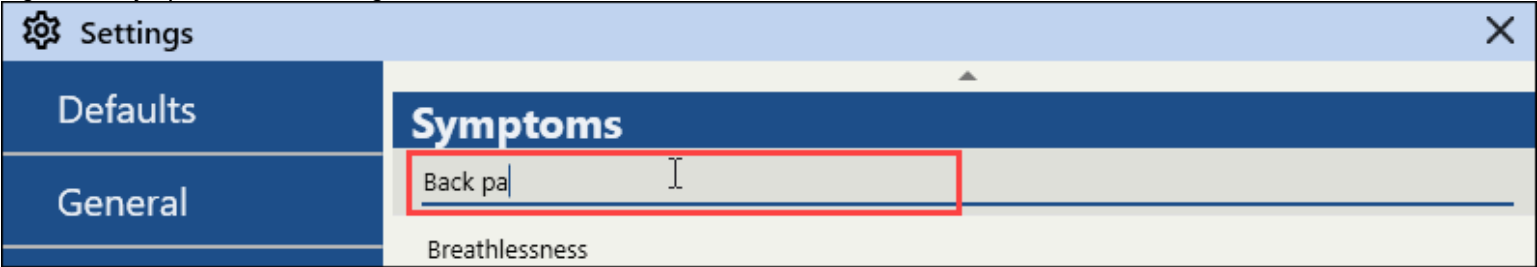 Settings
Defaults
General
Symptoms
Back pa
Breathlessness